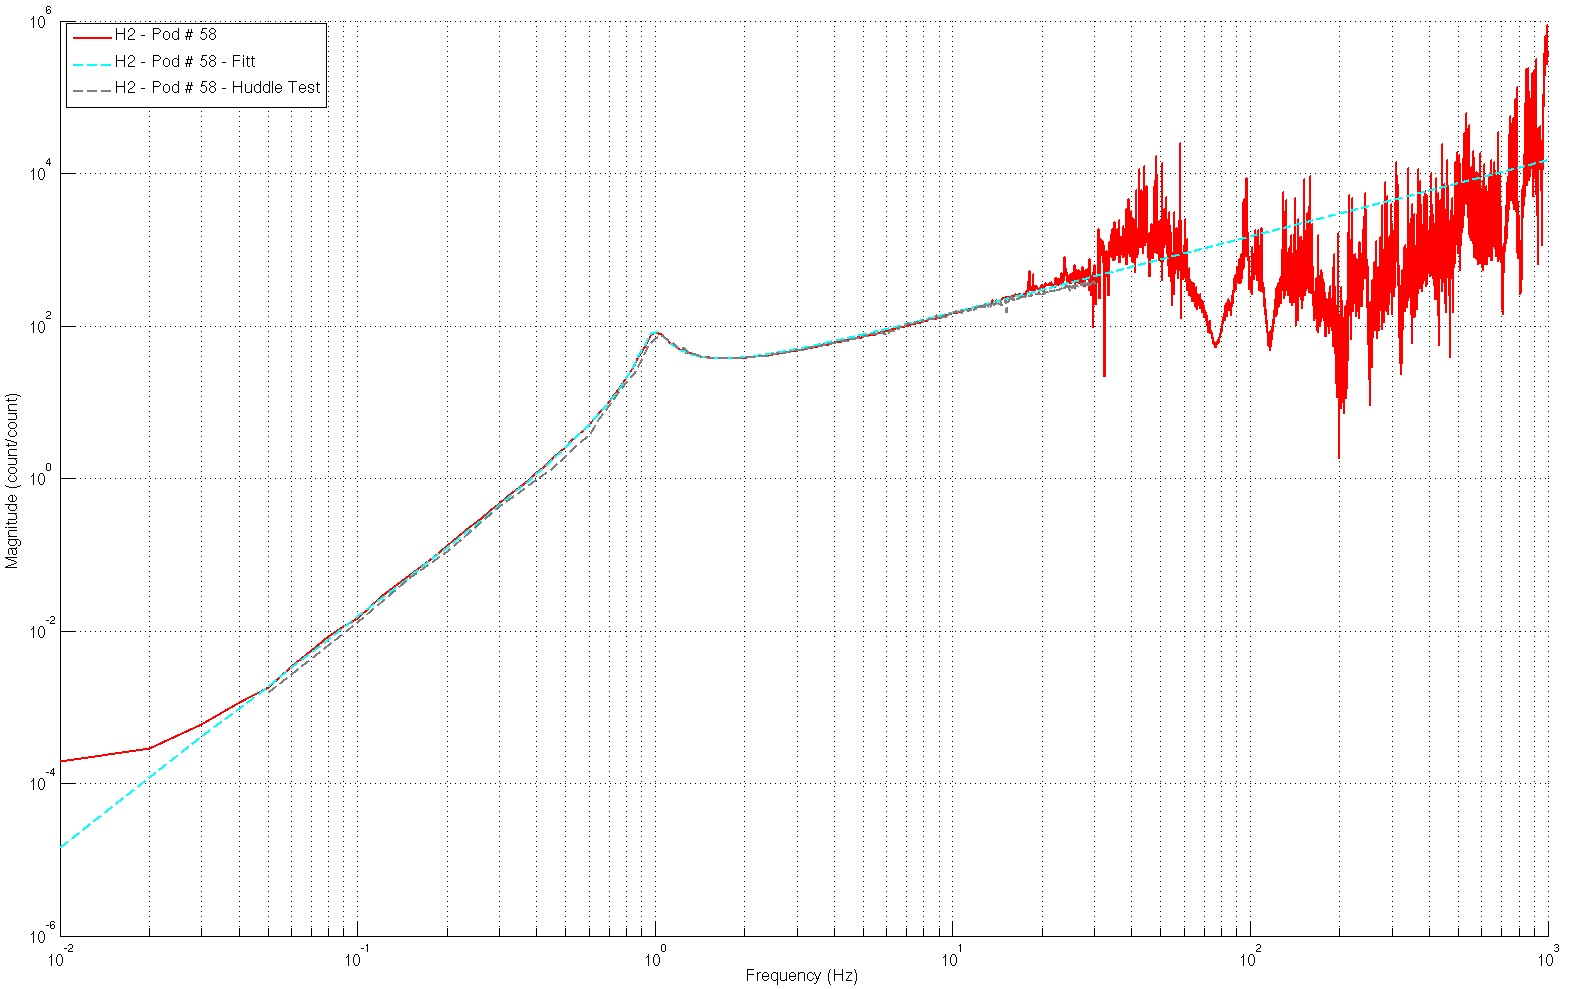 H2 - Pod # 58
H2 - Pod # 58 - Fitt
H2 - Pod # 58 - Huddle Test
10^6
10^4
10^2
10^0
10^-2
10^-4
10^-6
Magnitude (count/count)
10^-2 10^-1 10^0 10^1 10^2 10^3
Frequency (Hz)